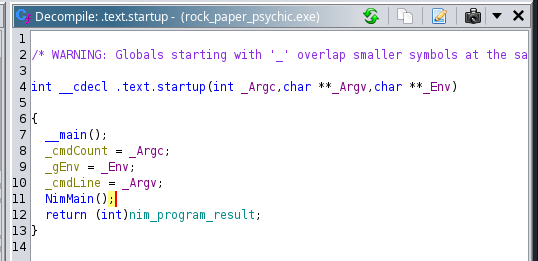 Decompile: .text.startup - (rock_paper_psychic.exe)
1
2 /* WARNING: Globals starting with '_' overlap smaller symbols at the sa
3
4 int __cdecl .text.startup(int _Argc,char **_Argv,char **_Env)
5
6 {
7 __main();
8 _cmdCount = _Argc;
9 _gEnv = _Env;
10 _cmdLine = _Argv;
11 NimMain();
12 return (int)nim_program_result;
13 }
14